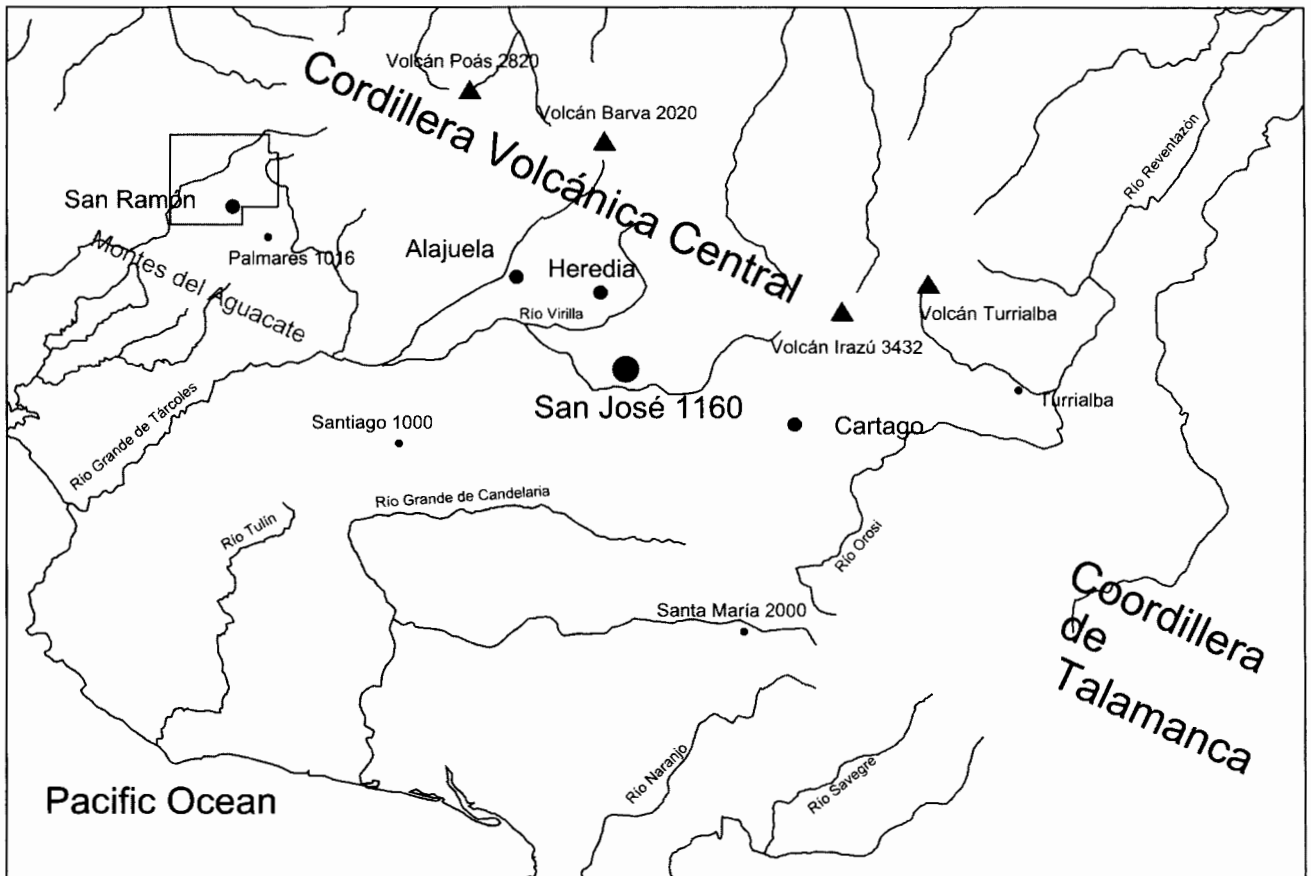 Volcán Poás 2820
Cordillera Volcánica Central
Volcán Barva 2020
Río Reventazón
San Ramón
Palmares 1016
Montes del Aguacate
Alajuela
Heredia
Río Virilla
Volcán Turrialba
Volcán Irazú 3432
San José 1160
Turrialba
Cartago
Río Grande de Tárcoles
Santiago 1000
Río Grande de Candelaria
Río Tulín
Río Orosi
Santa María 2000
Coordillera
de
Talamanca
Río Naranjo
Río Savegre
Pacific Ocean